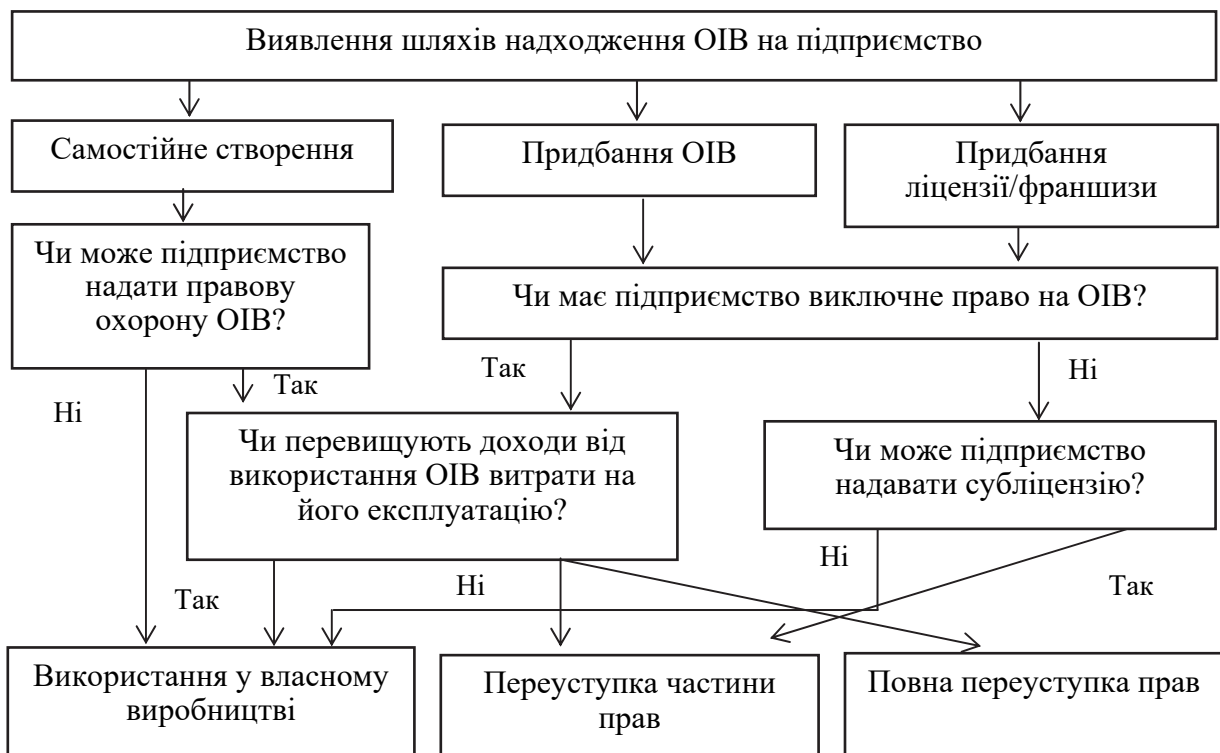 Виявлення шляхів надходження ОІВ на підприємство
Самостійне створення
Придбання ОІВ
Придбання
ліцензії/франшизи
Чи може підприємство
надати правову
охорону ОІВ?
Чи має підприємство виключне право на ОІВ?
Ні
Так
Так
Ні
Чи перевищують доходи від
використання ОІВ витрати на
його експлуатацію?
Чи може підприємство
надавати субліцензію?
Так
Ні
Ні
Так
Використання у власному
виробництві
Переуступка частини
прав
Повна переуступка прав